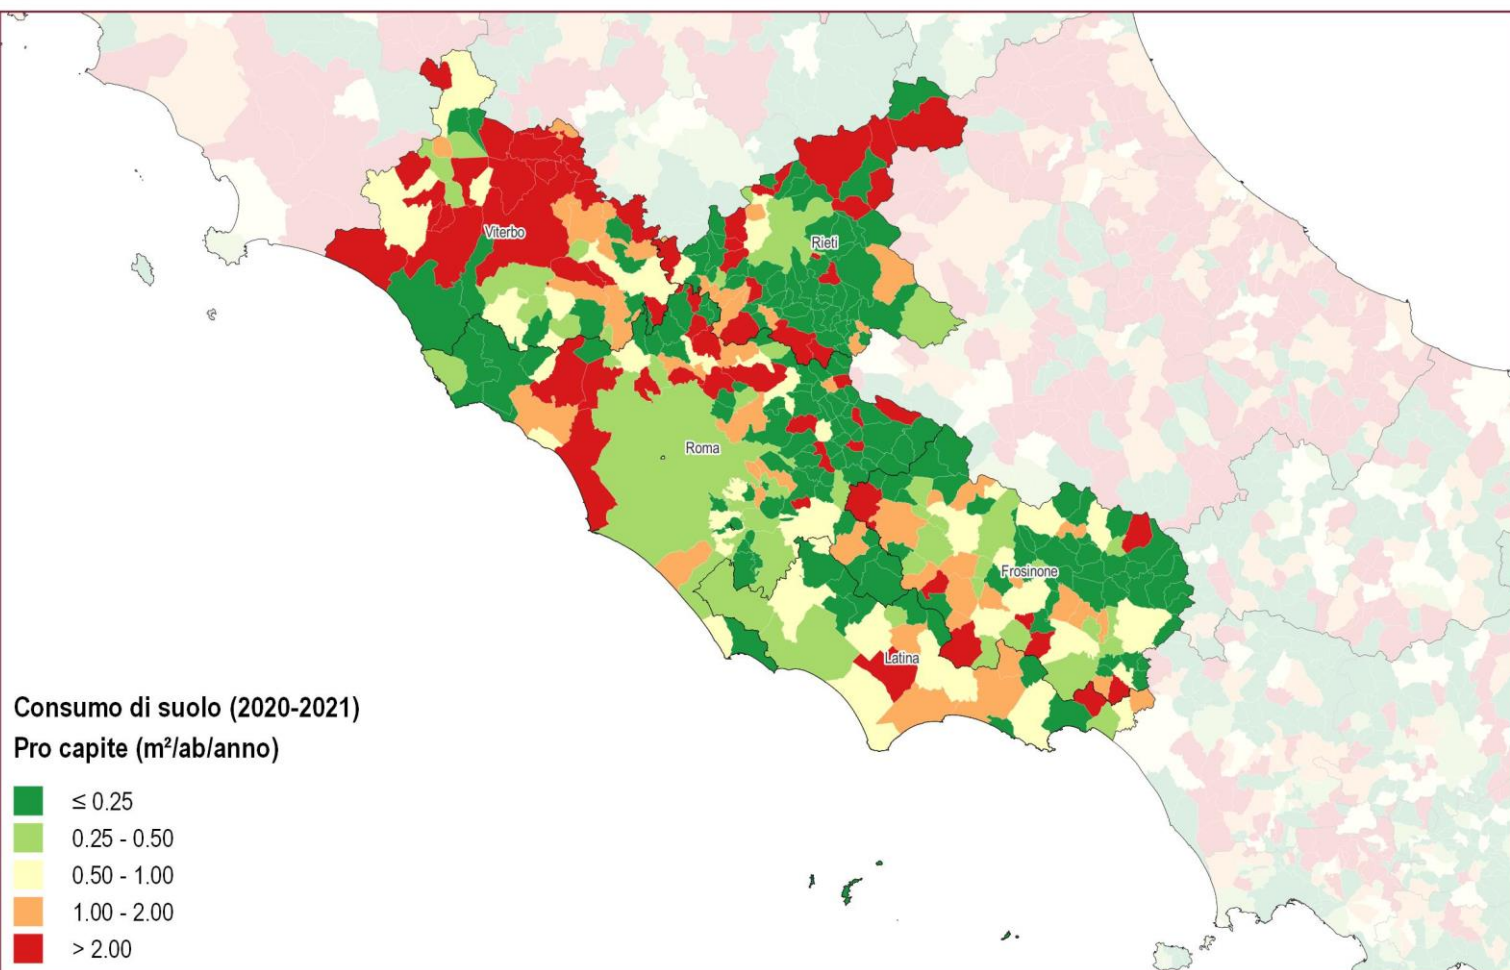 Viterbo
Rieti
Roma
Frosinone
Latina
Consumo di suolo (2020-2021)
Pro capite (m²/ab/anno)
≤ 0.25
0.25 - 0.50
0.50 - 1.00
1.00 - 2.00
> 2.00